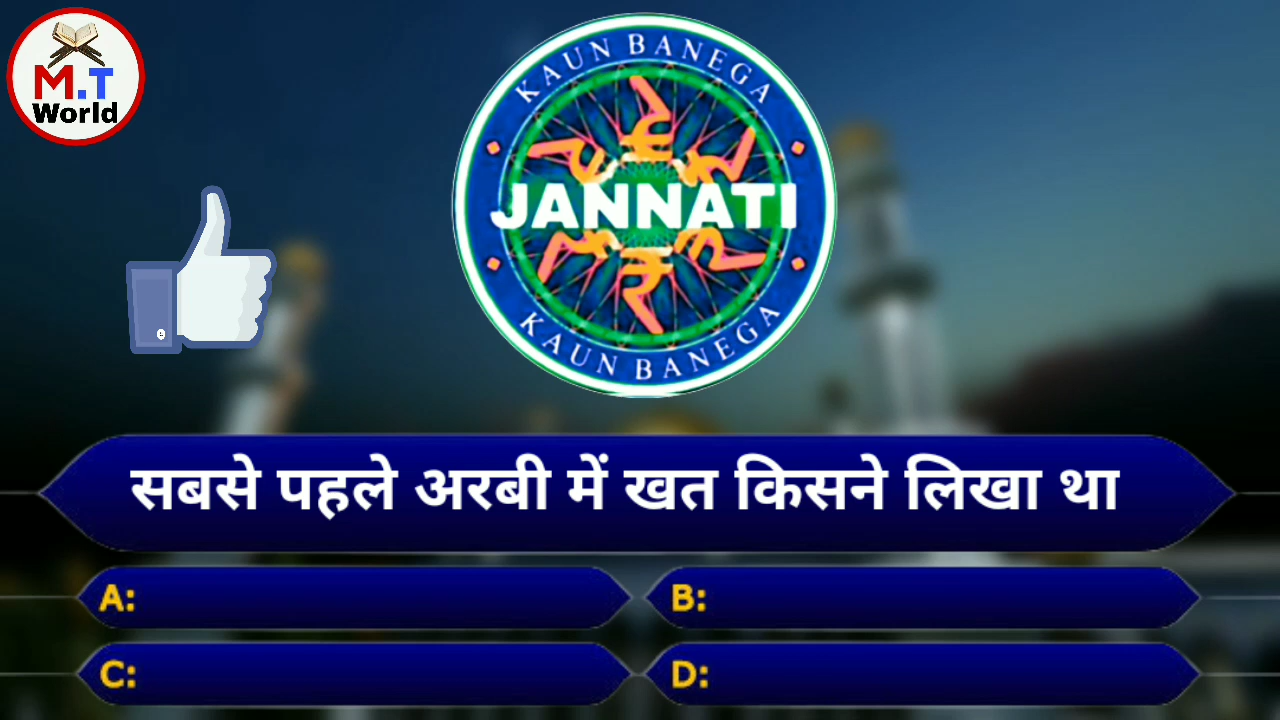 M.T
World
KAUN BANEGA
JANNATI
KAUN BANEGA
सबसे पहले अरबी में खत किसने लिखा था
A:
B:
C:
D: